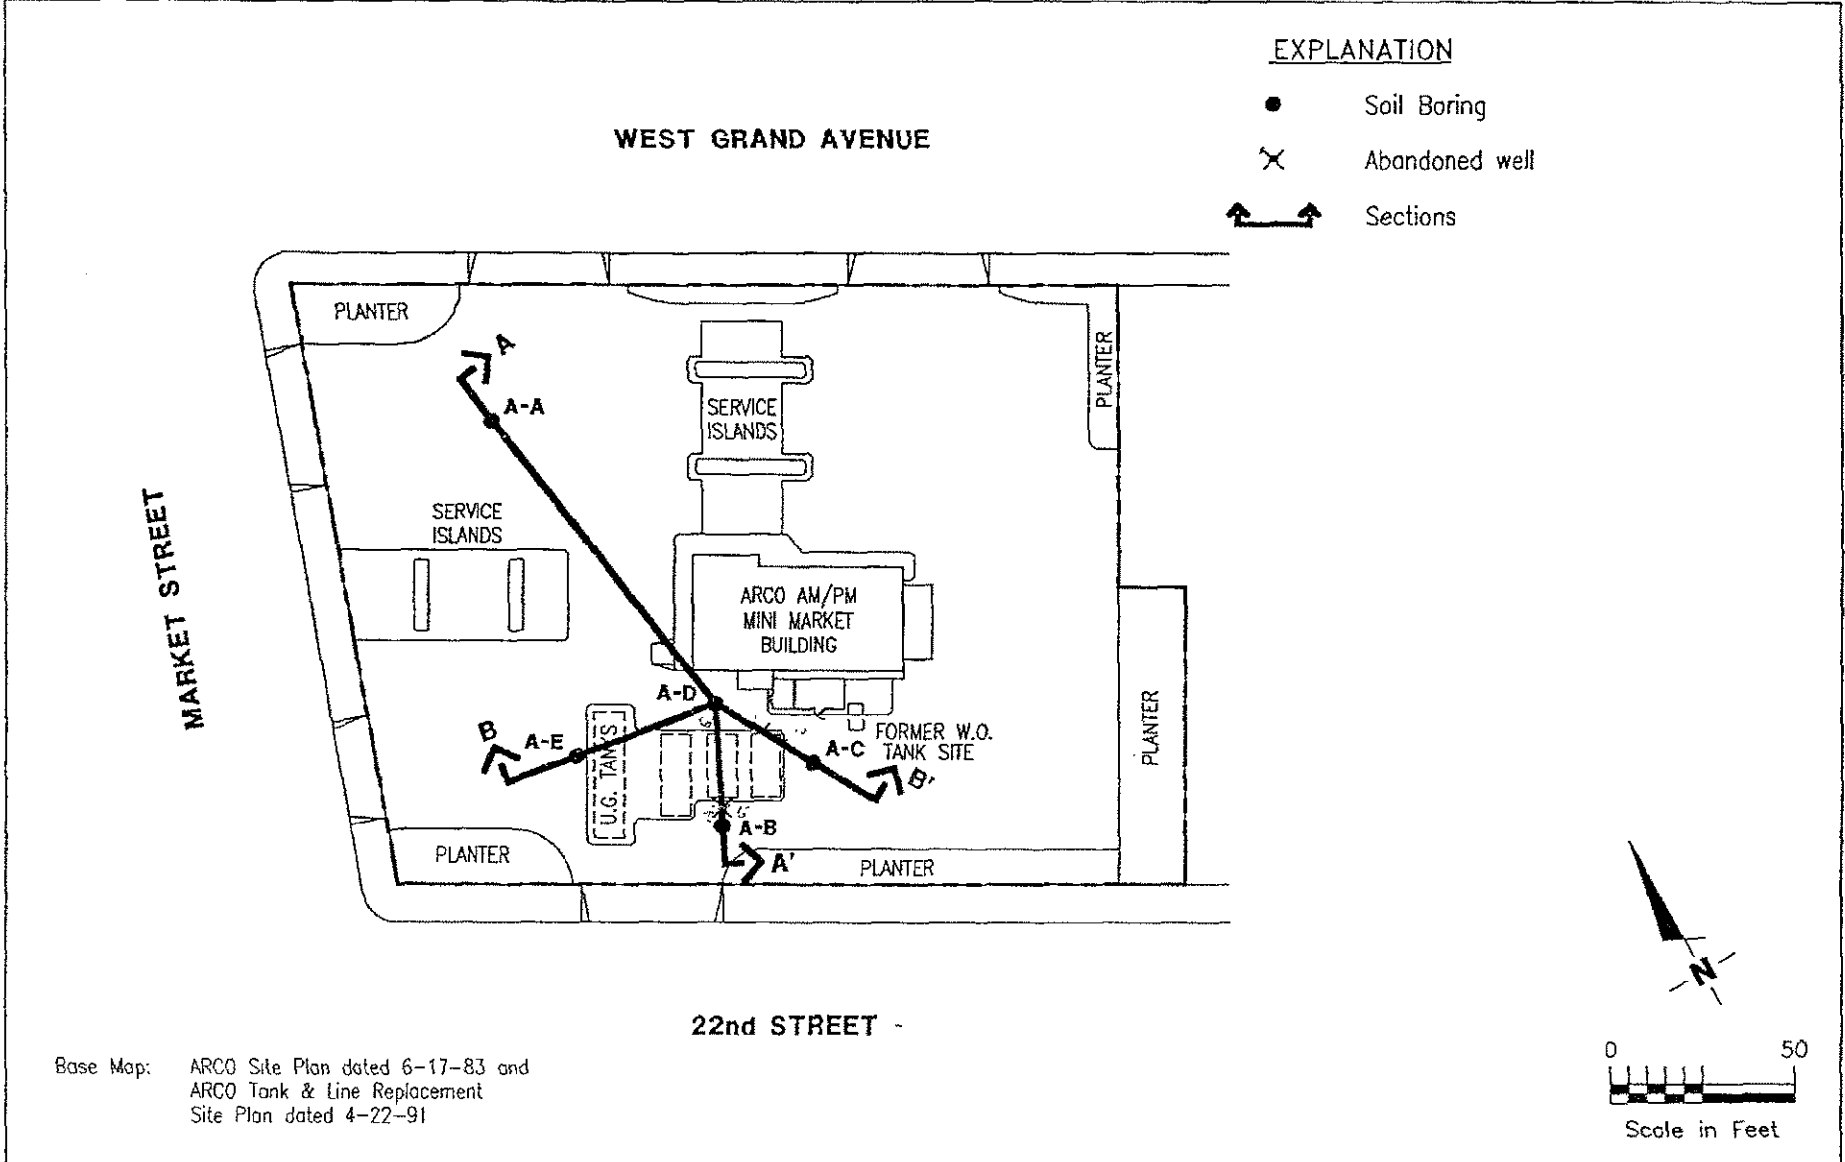 EXPLANATION
Soil Boring
Abandoned well
Sections
WEST GRAND AVENUE
PLANTER
A
A-A
SERVICE
ISLANDS
PLANTER
SERVICE
ISLANDS
MARKET STREET
ARCO AM/PM
MINI MARKET
BUILDING
A-D
B
A-E
U.G. TANKS
A-C
FORMER W.O.
TANK SITE
B'
PLANTER
A-B
PLANTER
A'
PLANTER
N
22nd STREET -
Base Map: ARCO Site Plan dated 6-17-83 and
ARCO Tank & Line Replacement
Site Plan dated 4-22-91
0 50
Scale in Feet